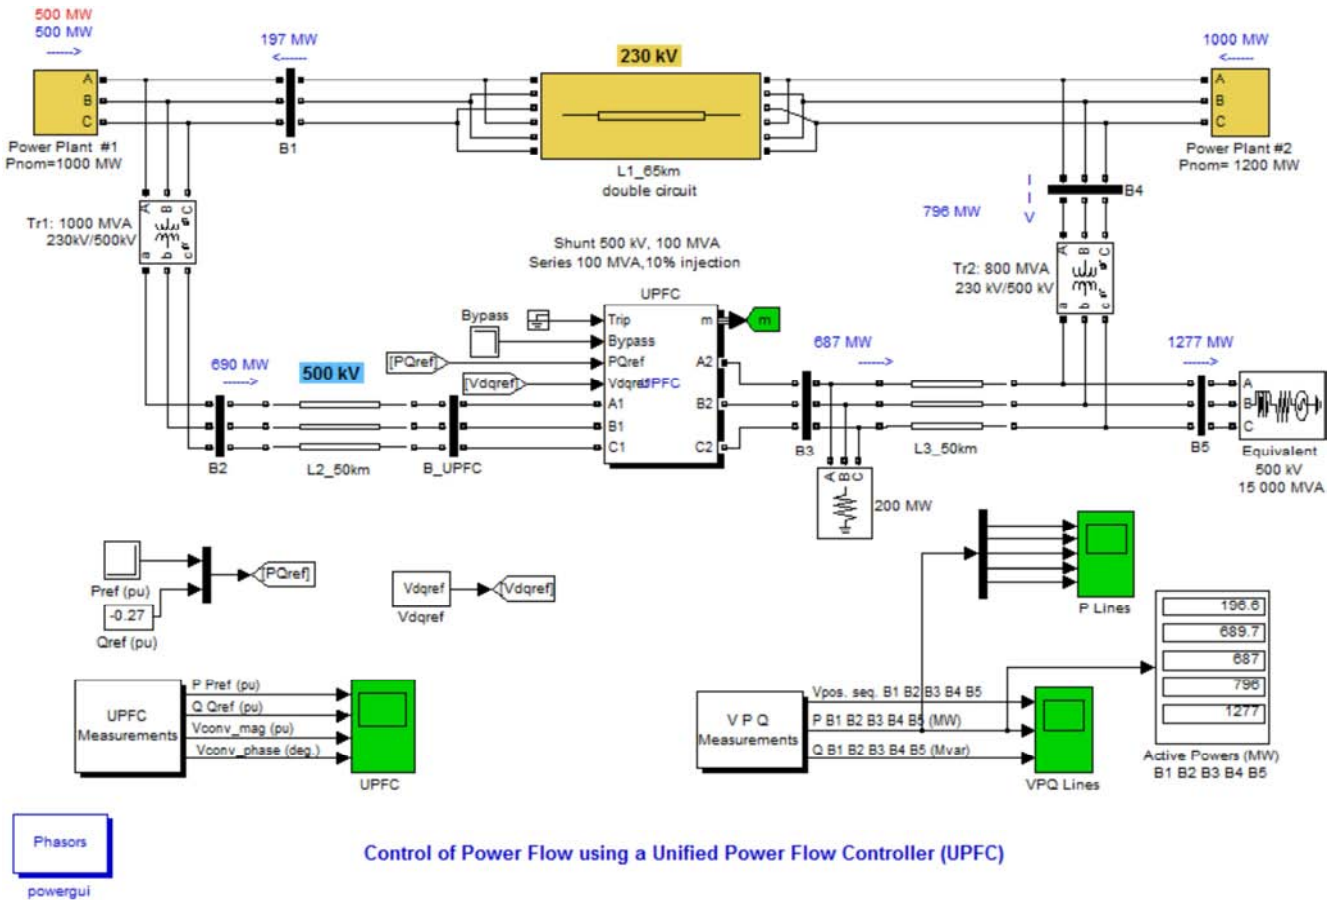 500 MW
500 MW
------>
197 MW
<------
230 kV
1000 MW
<------
A
B
C
Power Plant #1
Pnom=1000 MW
B1
L1_65km
double circuit
A
B
C
Power Plant #2
Pnom= 1200 MW
A B C
Tr1: 1000 MVA
230kV/500kV
a b c
796 MW
I
I
V
B4
A B C
Tr2: 800 MVA
230 kV/500 kV
a b c
Shunt 500 kV, 100 MVA
Series 100 MVA,10% injection
UPFC
Bypass
Trip
m
m
Bypass
[PQref]
PQref
A2
[Vdqref]
Vdqref
UPFC
A1
B2
B1
C1
C2
690 MW
------>
500 kV
B2
L2_50km
B_UPFC
687 MW
------>
B3
L3_50km
1277 MW
------>
B5
A
B
C
Equivalent
500 kV
15 000 MVA
A B C
200 MW
Pref (pu)
-0.27
Qref (pu)
[PQref]
Vdqref
Vdqref
[Vdqref]
P Lines
196.6
689.7
687
796
1277
Active Powers (MW)
B1 B2 B3 B4 B5
UPFC
Measurements
P Pref (pu)
Q Qref (pu)
Vconv_mag (pu)
Vconv_phase (deg.)
UPFC
V P Q
Measurements
Vpos. seq. B1 B2 B3 B4 B5
P B1 B2 B3 B4 B5 (MW)
Q B1 B2 B3 B4 B5 (Mvar)
VPQ Lines
Phasors
powergui
Control of Power Flow using a Unified Power Flow Controller (UPFC)